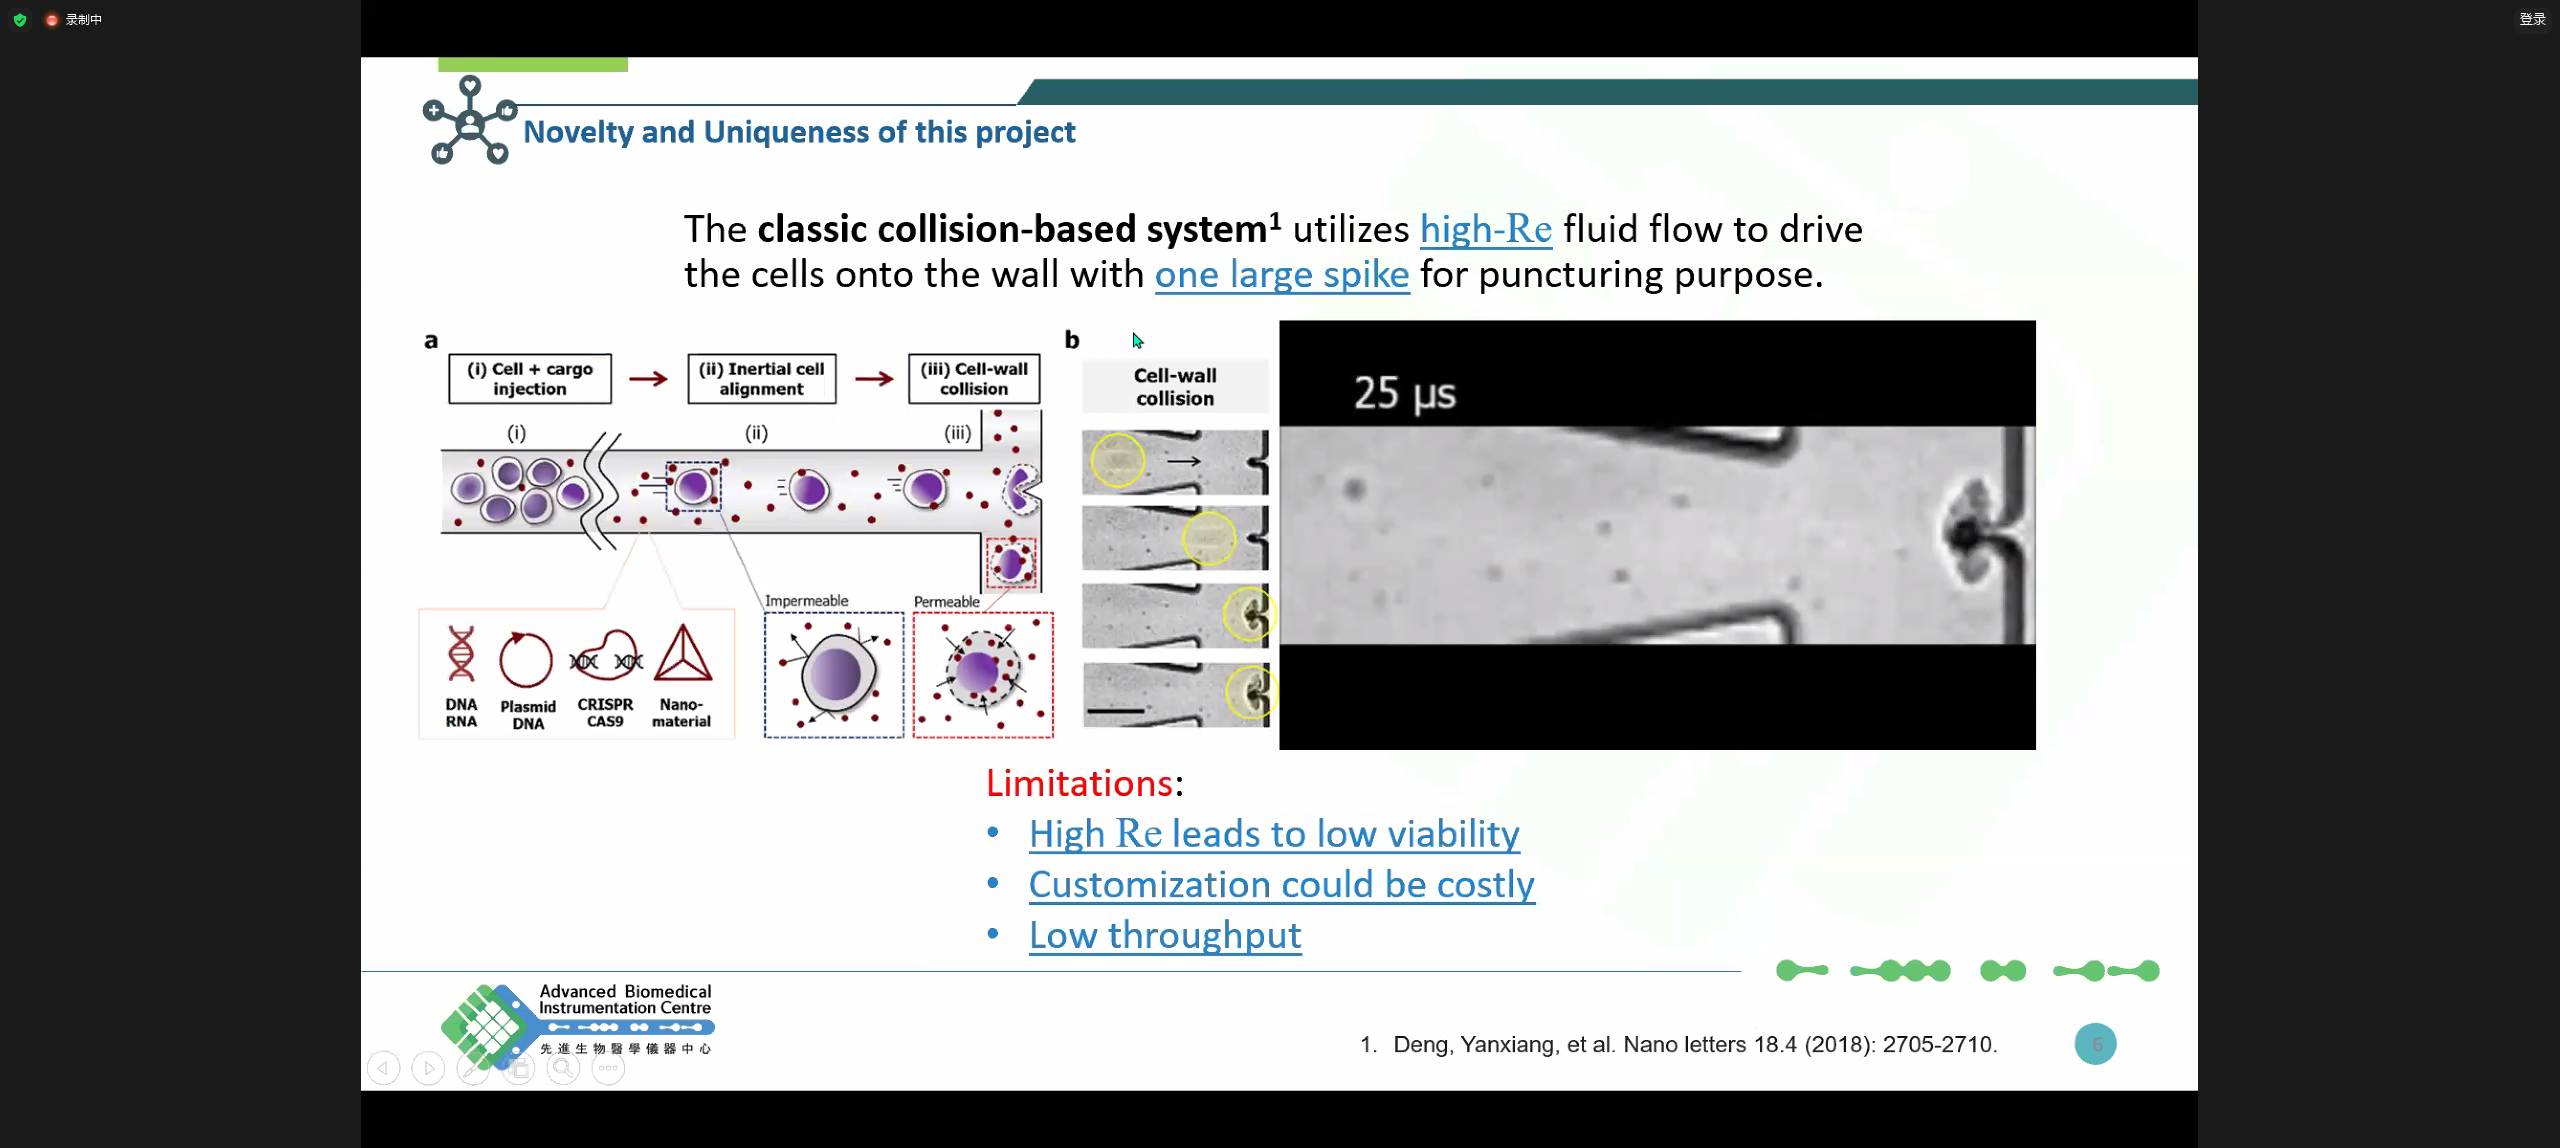 录制中
登录
Novelty and Uniqueness of this project
The classic collision-based system1 utilizes high-Re fluid flow to drive
the cells onto the wall with one large spike for puncturing purpose.
a
(i) Cell + cargo
injection
(ii) Inertial cell
alignment
(iii) Cell-wall
collision
(i)
(ii)
(iii)
Impermeable
Permeable
DNA
RNA
Plasmid
DNA
CRISPR
CAS9
Nano-
material
b
Cell-wall
collision
25 µs
Limitations:
• High Re leads to low viability
• Customization could be costly
• Low throughput
Advanced Biomedical
Instrumentation Centre
先進生物醫學儀器中心
1. Deng, Yanxiang, et al. Nano letters 18.4 (2018): 2705-2710.
6